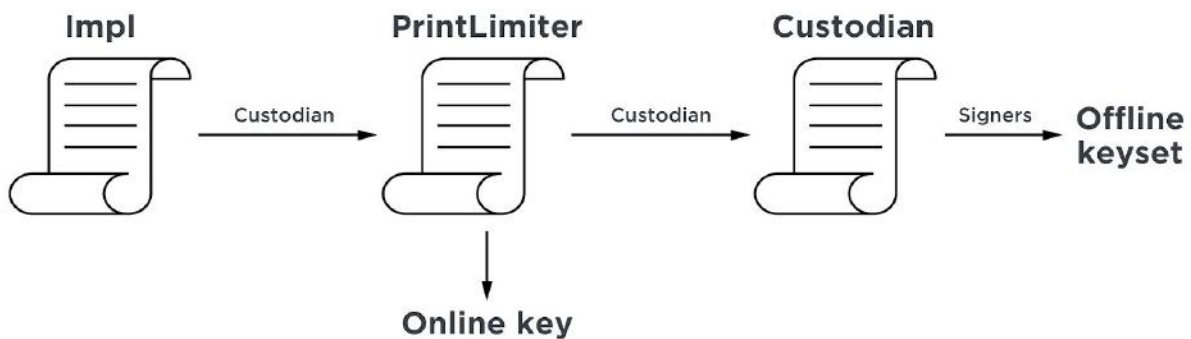 Impl
PrintLimiter
Custodian
Custodian
Custodian
Signers
Offline
keyset
Online key